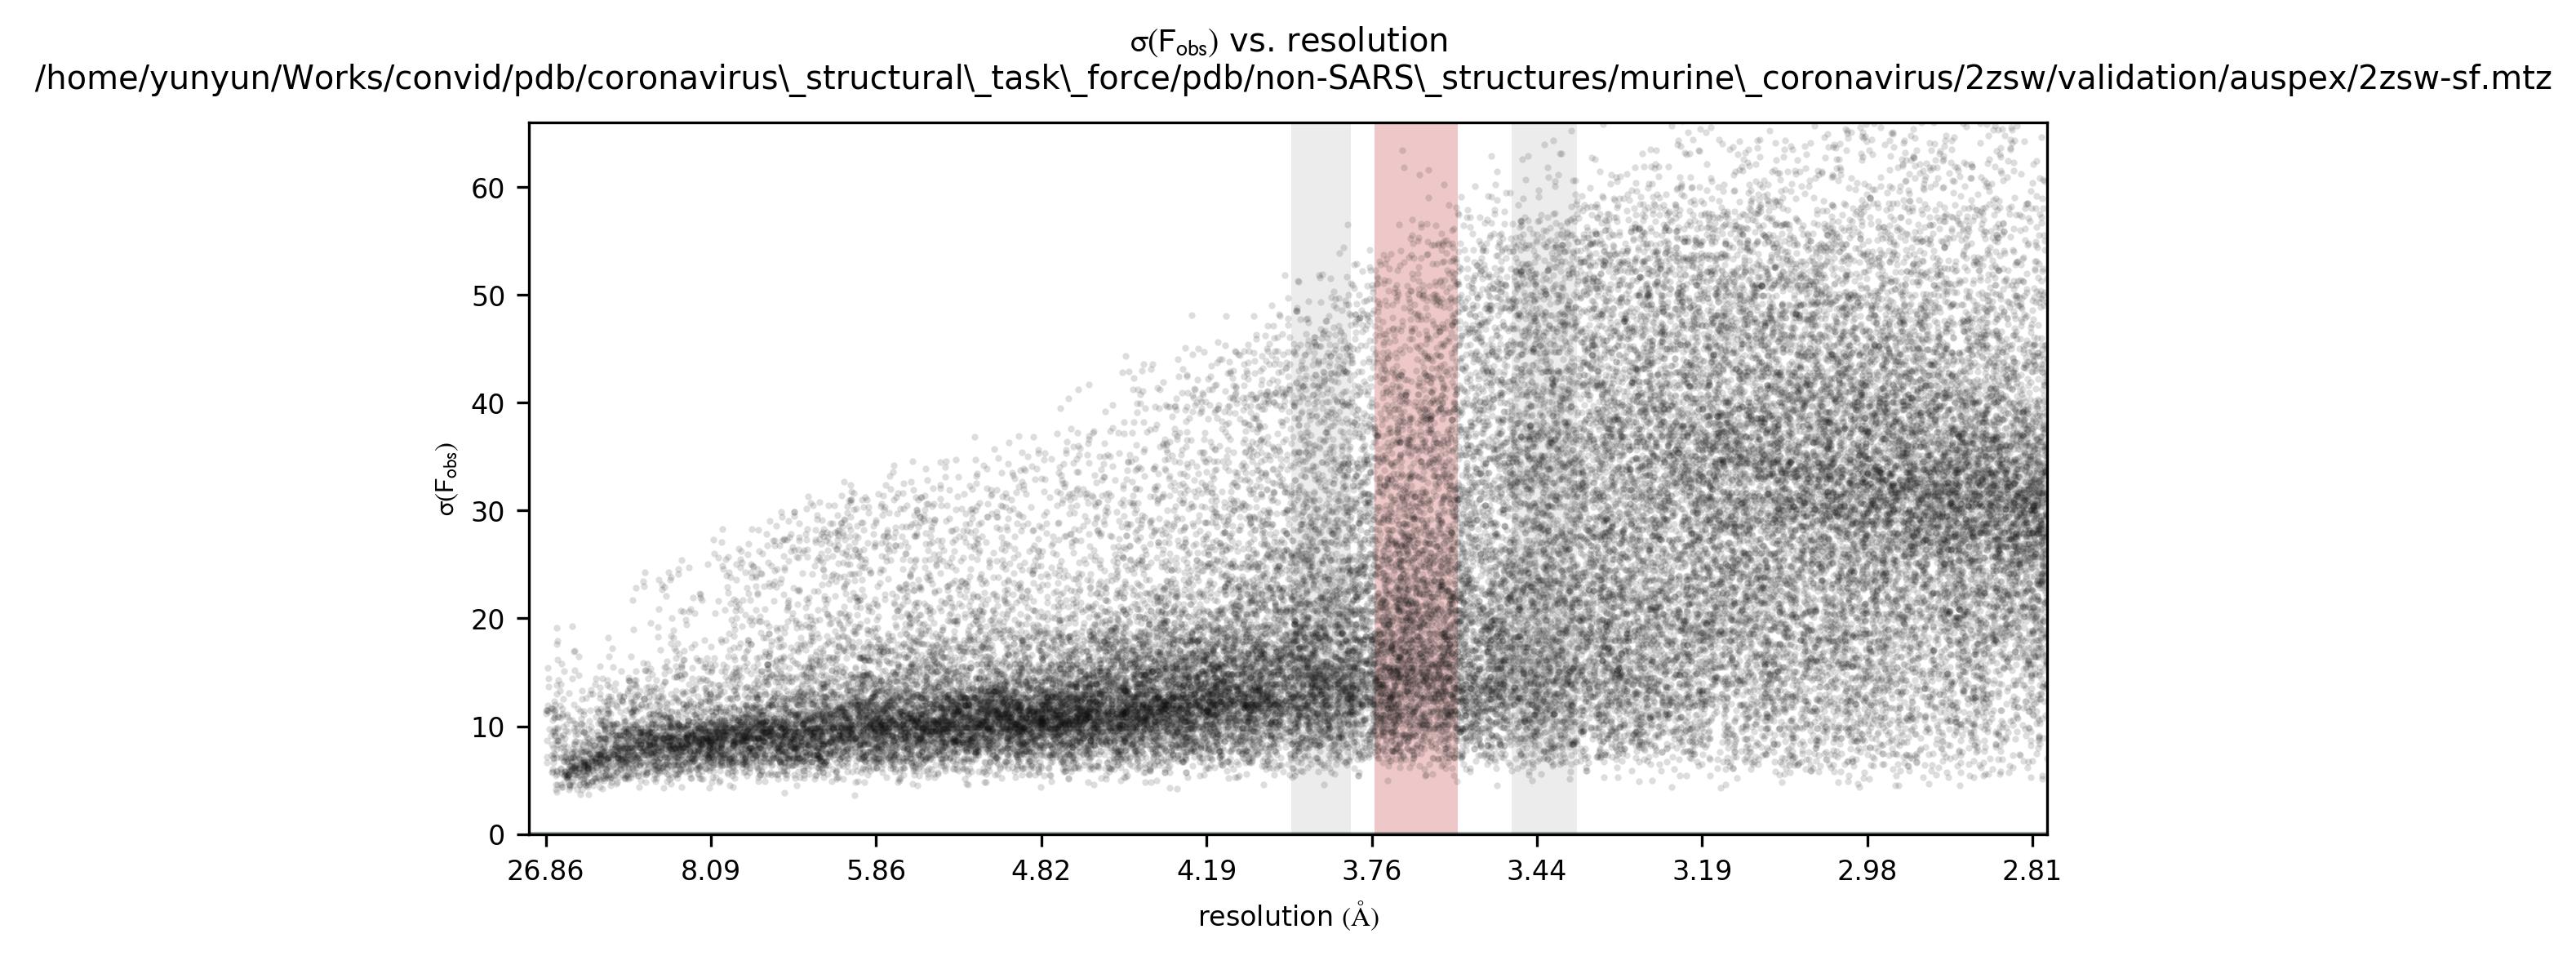 σ(Fobs) vs. resolution
/home/yunyun/Works/convid/pdb/coronavirus\_structural\_task\_force/pdb/non-SARS\_structures/murine\_coronavirus/2zsw/validation/auspex/2zsw-sf.mtz
60
50
40
30
20
10
0
σ(Fobs)
26.86 8.09 5.86 4.82 4.19 3.76 3.44 3.19 2.98 2.81
resolution (Å)